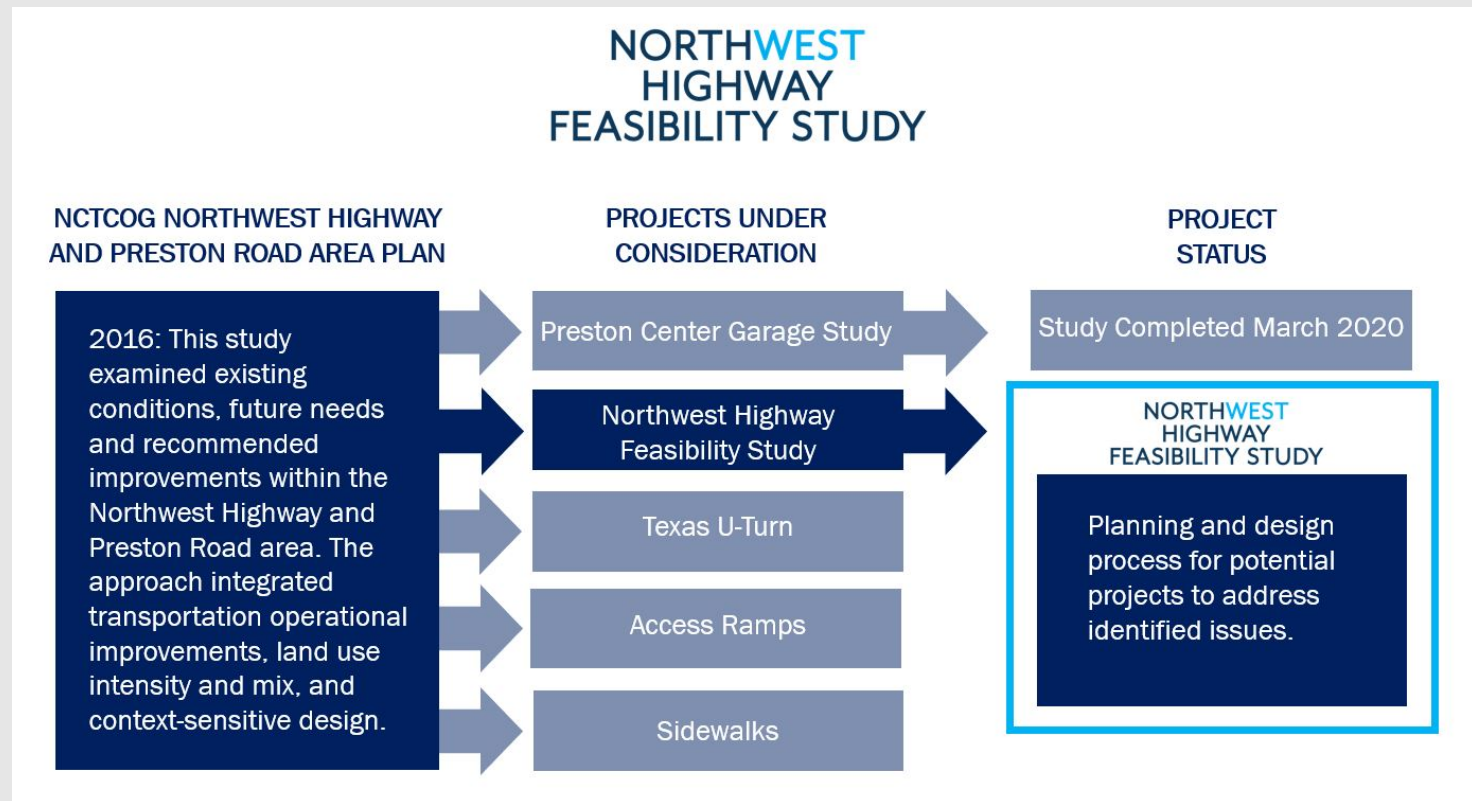 NORTHWEST
HIGHWAY
FEASIBILITY STUDY
NCTCOG NORTHWEST HIGHWAY
AND PRESTON ROAD AREA PLAN
2016: This study
examined existing
conditions, future needs
and recommended
improvements within the
Northwest Highway and
Preston Road area. The
approach integrated
transportation operational
improvements, land use
intensity and mix, and
context-sensitive design.
PROJECTS UNDER
CONSIDERATION
Preston Center Garage Study
Northwest Highway
Feasibility Study
Texas U-Turn
Access Ramps
Sidewalks
PROJECT
STATUS
Study Completed March 2020
NORTHWEST
HIGHWAY
FEASIBILITY STUDY
Planning and design
process for potential
projects to address
identified issues.